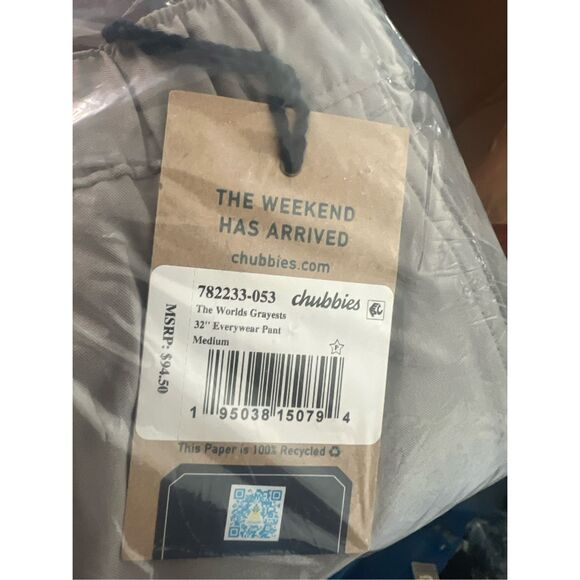 THE WEEKEND
HAS ARRIVED
chubbies.com
782233-053 chubbies
The Worlds Grayests
32" Everywear Pant
Medium
MSRP: $94.50
1 95038 15079 4
This Paper is 100% Recycled